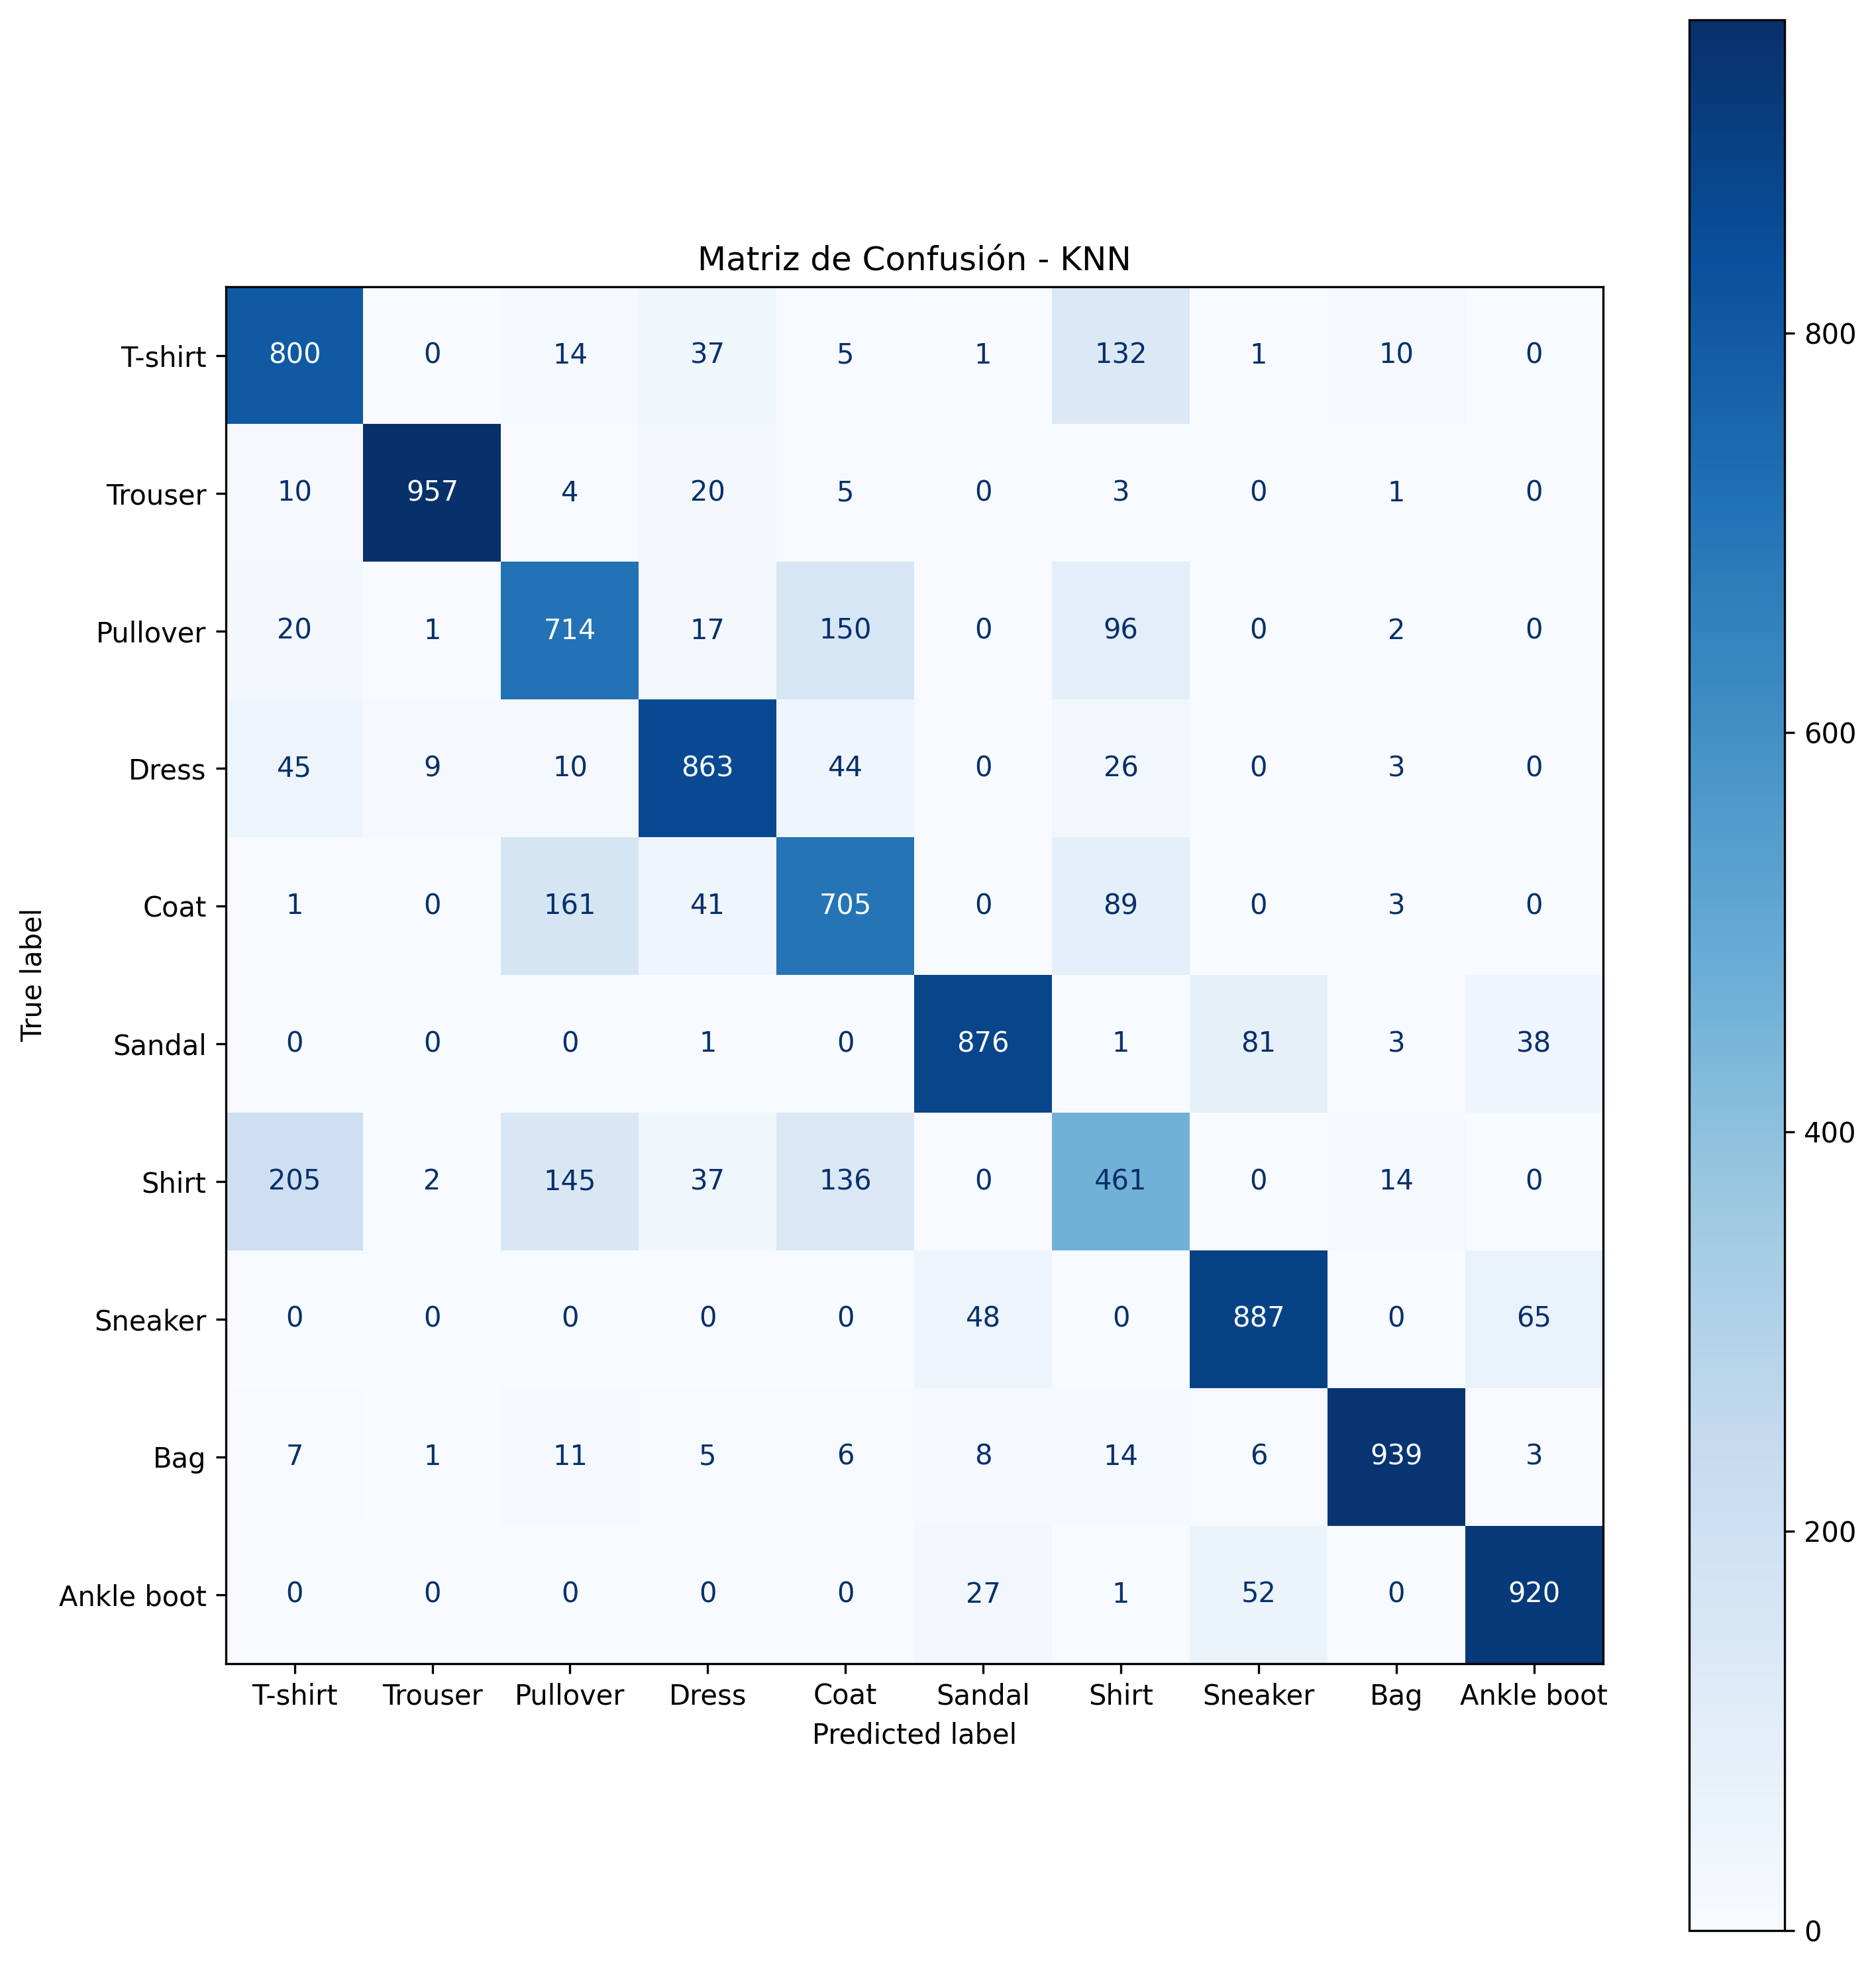 Matriz de Confusión - KNN
T-shirt 800 0 14 37 5 1 132 1 10 0
Trouser 10 957 4 20 5 0 3 0 1 0
Pullover 20 1 714 17 150 0 96 0 2 0
Dress 45 9 10 863 44 0 26 0 3 0
Coat 1 0 161 41 705 0 89 0 3 0
Sandal 0 0 0 1 0 876 1 81 3 38
Shirt 205 2 145 37 136 0 461 0 14 0
Sneaker 0 0 0 0 0 48 0 887 0 65
Bag 7 1 11 5 6 8 14 6 939 3
Ankle boot 0 0 0 0 0 27 1 52 0 920
T-shirt Trouser Pullover Dress Coat Sandal Shirt Sneaker Bag Ankle boot
Predicted label
True label
800
600
400
200
0